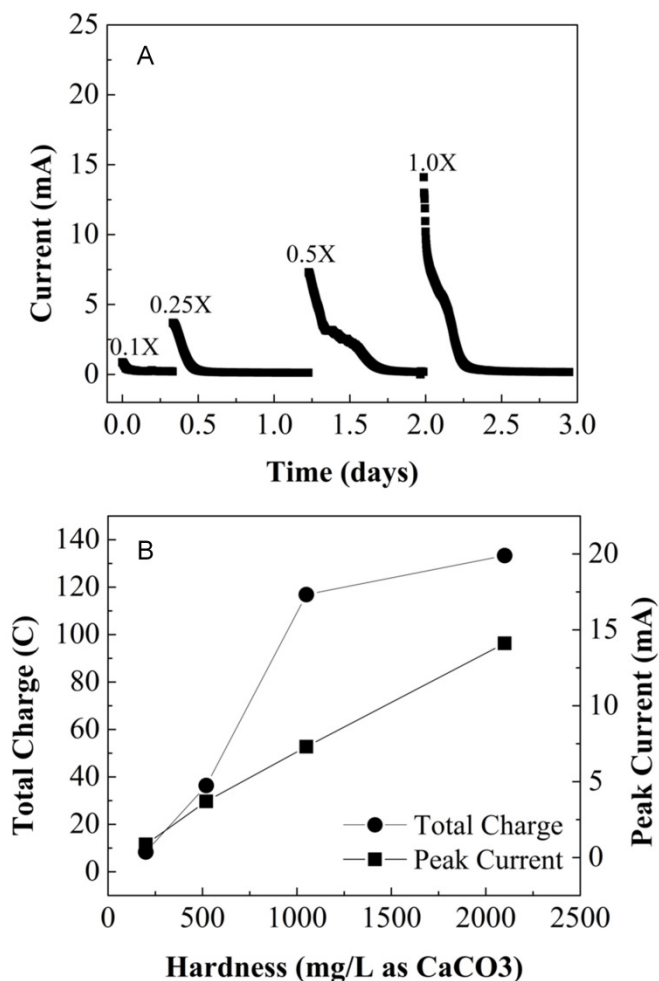 25
A
20
Current (mA)
15
1.0X
10
0.5X
5
0.25X
0.1X
0
0.0 0.5 1.0 1.5 2.0 2.5 3.0
Time (days)
140
B
20
120
Total Charge (C)
100
15
Peak Current (mA)
80
10
60
40
5
Total Charge
20
Peak Current
0
0
0 500 1000 1500 2000 2500
Hardness (mg/L as CaCO3)